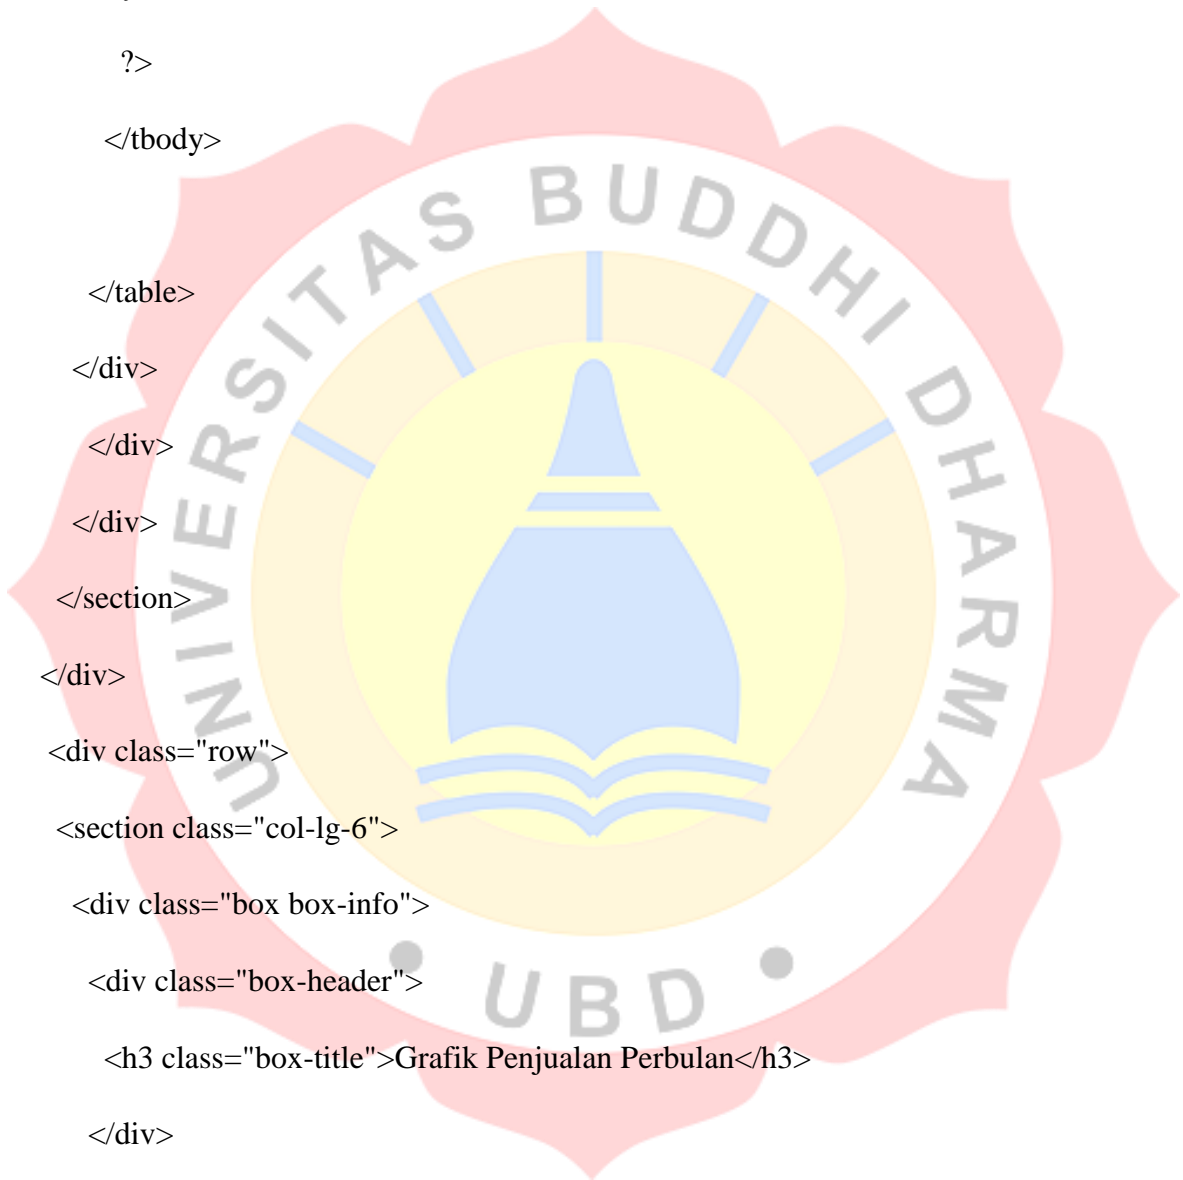 ?>
</tbody>
</table>
</div>
</div>
</div>
</section>
</div>
<div class="row">
<section class="col-lg-6">
<div class="box box-info">
<div class="box-header">
<h3 class="box-title">Grafik Penjualan Perbulan</h3>
</div>
UNIVERSITAS BUDDHI DHARMA
• UBD •